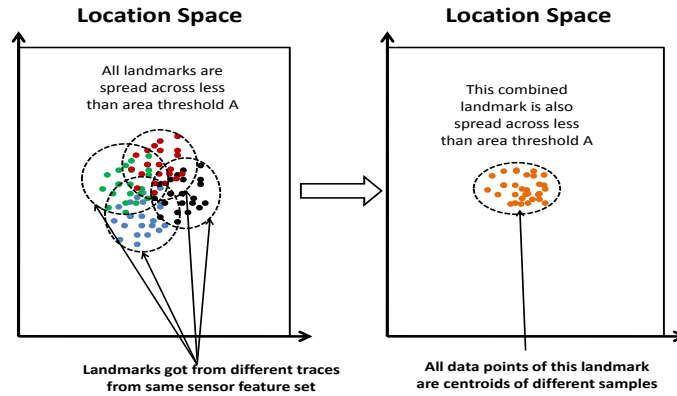 Location Space
All landmarks are
spread across less
than area threshold A
Landmarks got from different traces
from same sensor feature set
Location Space
This combined
landmark is also
spread across less
than area threshold A
All data points of this landmark
are centroids of different samples